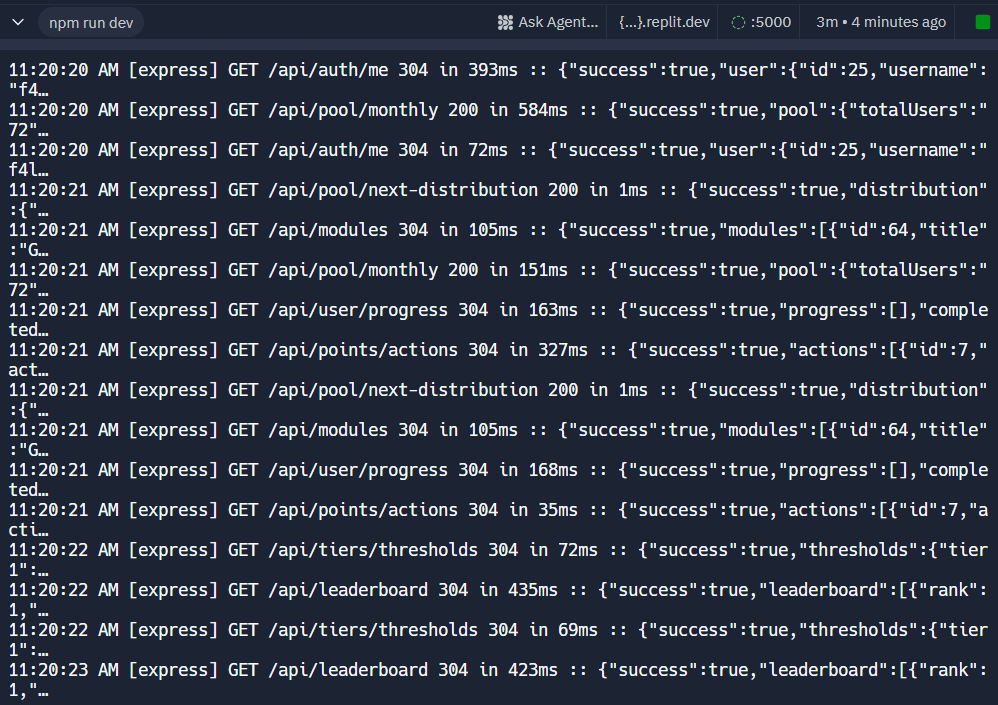 npm run dev
Ask Agent...
{...}.replit.dev
:5000
3m • 4 minutes ago
11:20:20 AM [express] GET /api/auth/me 304 in 393ms :: {"success":true,"user":{"id":25,"username":
"f4…
11:20:20 AM [express] GET /api/pool/monthly 200 in 584ms :: {"success":true,"pool":{"totalUsers":"
72"…
11:20:20 AM [express] GET /api/auth/me 304 in 72ms :: {"success":true,"user":{"id":25,"username":"
f4l…
11:20:21 AM [express] GET /api/pool/next-distribution 200 in 1ms :: {"success":true,"distribution"
:{"…
11:20:21 AM [express] GET /api/modules 304 in 105ms :: {"success":true,"modules":[{"id":64,"title"
:"G…
11:20:21 AM [express] GET /api/pool/monthly 200 in 151ms :: {"success":true,"pool":{"totalUsers":"
72"…
11:20:21 AM [express] GET /api/user/progress 304 in 163ms :: {"success":true,"progress":[],"comple
ted…
11:20:21 AM [express] GET /api/points/actions 304 in 327ms :: {"success":true,"actions":[{"id":7,"
act…
11:20:21 AM [express] GET /api/pool/next-distribution 200 in 1ms :: {"success":true,"distribution"
:{"…
11:20:21 AM [express] GET /api/modules 304 in 105ms :: {"success":true,"modules":[{"id":64,"title"
:"G…
11:20:21 AM [express] GET /api/user/progress 304 in 168ms :: {"success":true,"progress":[],"comple
ted…
11:20:21 AM [express] GET /api/points/actions 304 in 35ms :: {"success":true,"actions":[{"id":7,"a
cti…
11:20:22 AM [express] GET /api/tiers/thresholds 304 in 72ms :: {"success":true,"thresholds":{"tier
1":…
11:20:22 AM [express] GET /api/leaderboard 304 in 435ms :: {"success":true,"leaderboard":[{"rank":
1,"…
11:20:22 AM [express] GET /api/tiers/thresholds 304 in 69ms :: {"success":true,"thresholds":{"tier
1":…
11:20:23 AM [express] GET /api/leaderboard 304 in 423ms :: {"success":true,"leaderboard":[{"rank":
1,"…